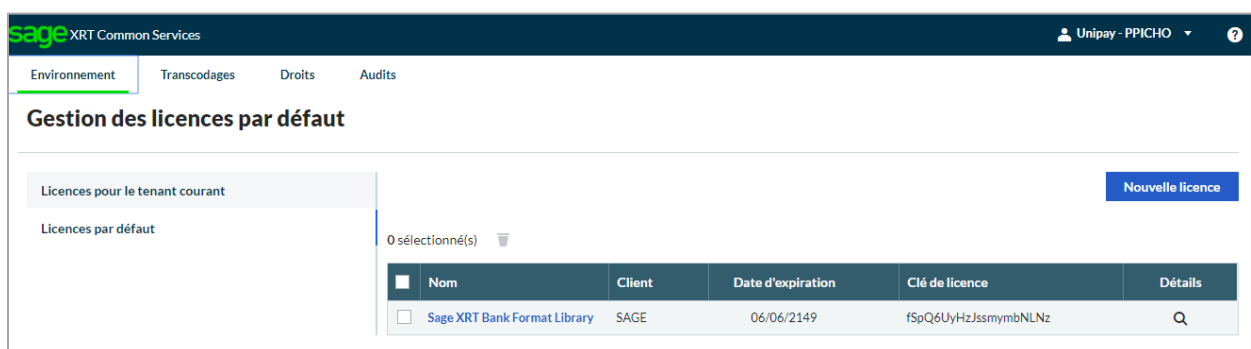 sage XRT Common Services
Unipay - PPICHO
?
Environnement Transcodages Droits Audits
Gestion des licences par défaut
Licences pour le tenant courant
Nouvelle licence
Licences par défaut
0 sélectionné(s)
Nom Client Date d'expiration Clé de licence Détails
Sage XRT Bank Format Library SAGE 06/06/2149 fSpQ6UyHzJssmymbNLNz